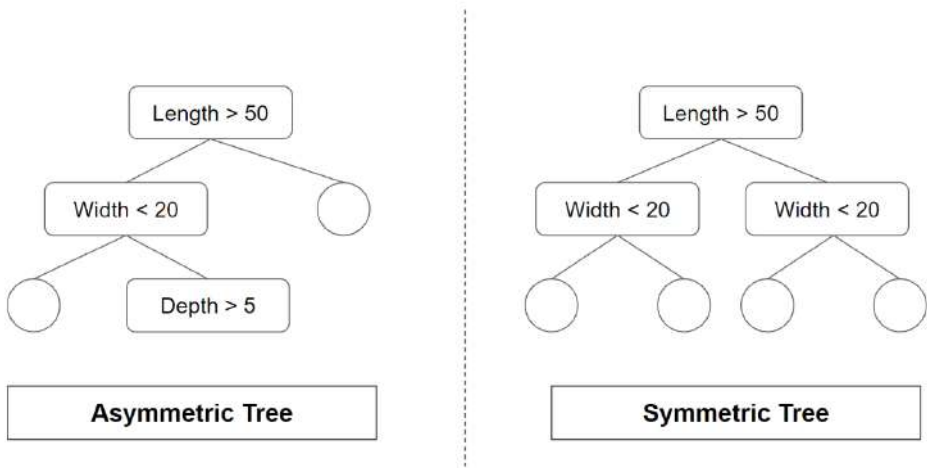 Length > 50
Width < 20
Depth > 5
Asymmetric Tree
Length > 50
Width < 20
Width < 20
Symmetric Tree